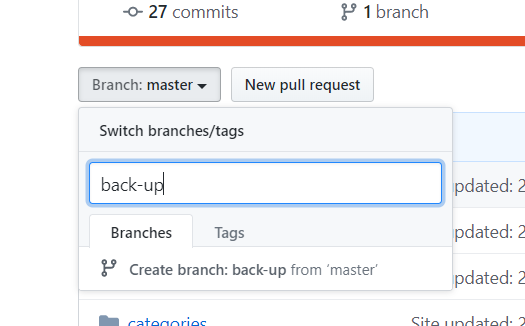 27 commits
1 branch
Branch: master
New pull request
Switch branches/tags
back-up
Branches
Tags
Create branch: back-up from 'master'
updated: 2
updated: 2
updated: 2
categories
Site updated: 2